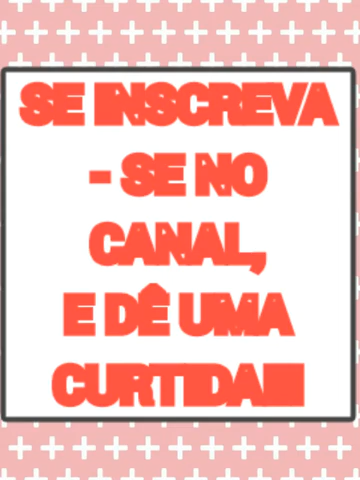 SE INSCREVA
- SE NO
CANAL,
E DÊ UMA
CURTIDA